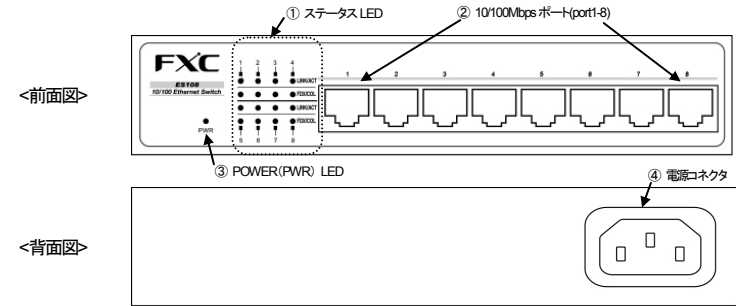 ① ステータス LED
② 10/100Mbps ポート(port1-8)
<前面図>
FXC
ES108
10/100 Ethernet Switch
PWR
1 2 3 4
LINK/ACT
FDX/COL
LINK/ACT
FDX/COL
5 6 7 8
1 2 3 4 5 6 7 8
③ POWER(PWR) LED
④ 電源コネクタ
<背面図>